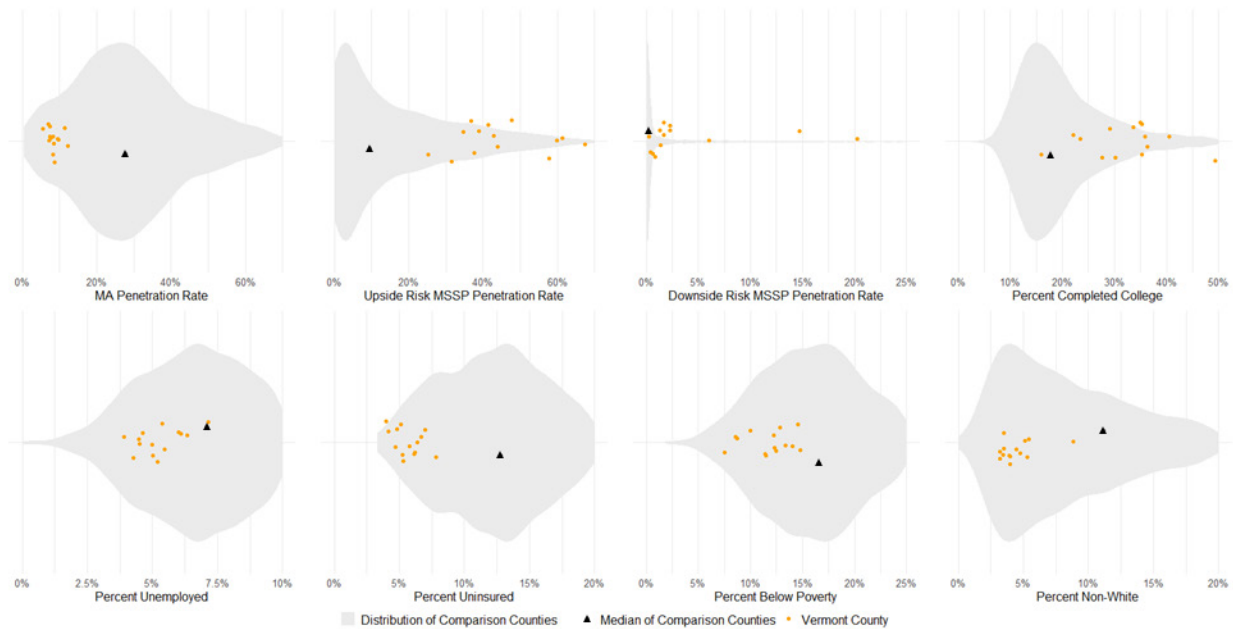 0% 20% 40% 60% 0% 20% 40% 60% 0% 5% 10% 15% 20% 25% 0% 10% 20% 30% 40% 50%
MA Penetration Rate Upside Risk MSSP Penetration Rate Downside Risk MSSP Penetration Rate Percent Completed College
0% 2.5% 5% 7.5% 10% 0% 5% 10% 15% 20% 0% 5% 10% 15% 20% 25% 0% 5% 10% 15% 20%
Percent Unemployed Percent Uninsured Percent Below Poverty Percent Non-White
Distribution of Comparison Counties Median of Comparison Counties Vermont County